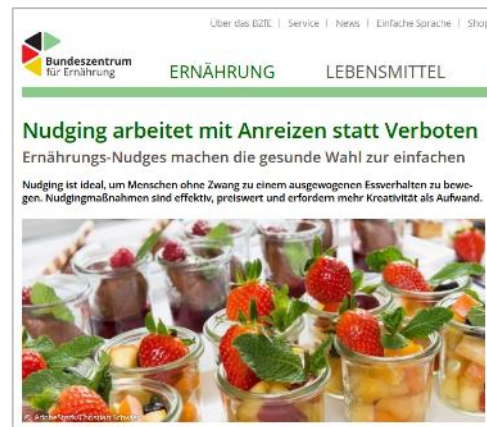 Über das BZfE | Service | News | Einfache Sprache | Shop
Bundeszentrum
für Ernährung
ERNÄHRUNG
LEBENSMITTEL
Nudging arbeitet mit Anreizen statt Verboten
Ernährungs-Nudges machen die gesunde Wahl zur einfachen
Nudging ist ideal, um Menschen ohne Zwang zu einem ausgewogenen Essverhalten zu bewe-
gen. Nudgingmaßnahmen sind effektiv, preiswert und erfordern mehr Kreativität als Aufwand.
© AdobeStock/Christian Schwier